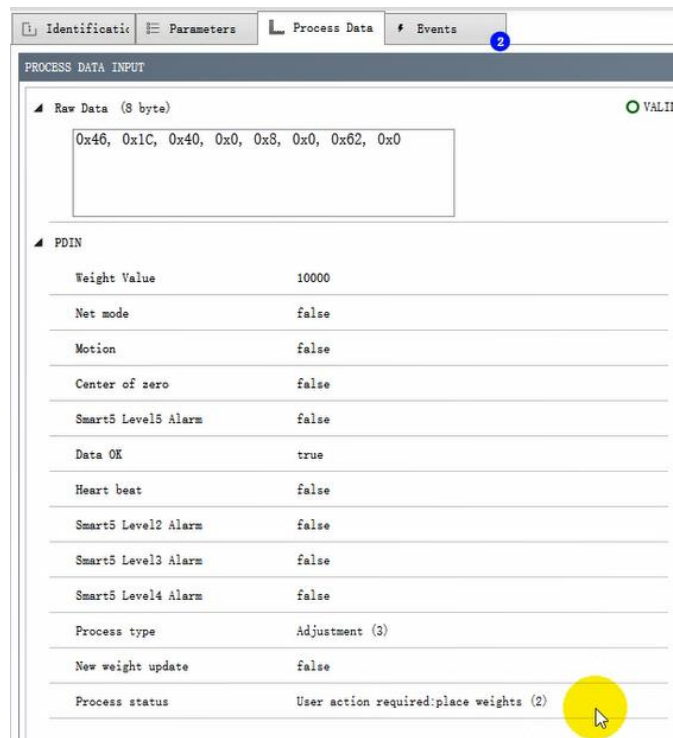 Identificatic Parameters Process Data Events 2
PROCESS DATA INPUT
Raw Data (8 byte) VALI
0x46, 0x1C, 0x40, 0x0, 0x8, 0x0, 0x62, 0x0
PDIN
Weight Value 10000
Net mode false
Motion false
Center of zero false
Smart5 Level5 Alarm false
Data OK true
Heart beat false
Smart5 Level2 Alarm false
Smart5 Level3 Alarm false
Smart5 Level4 Alarm false
Process type Adjustment (3)
New weight update false
Process status User action required:place weights (2)